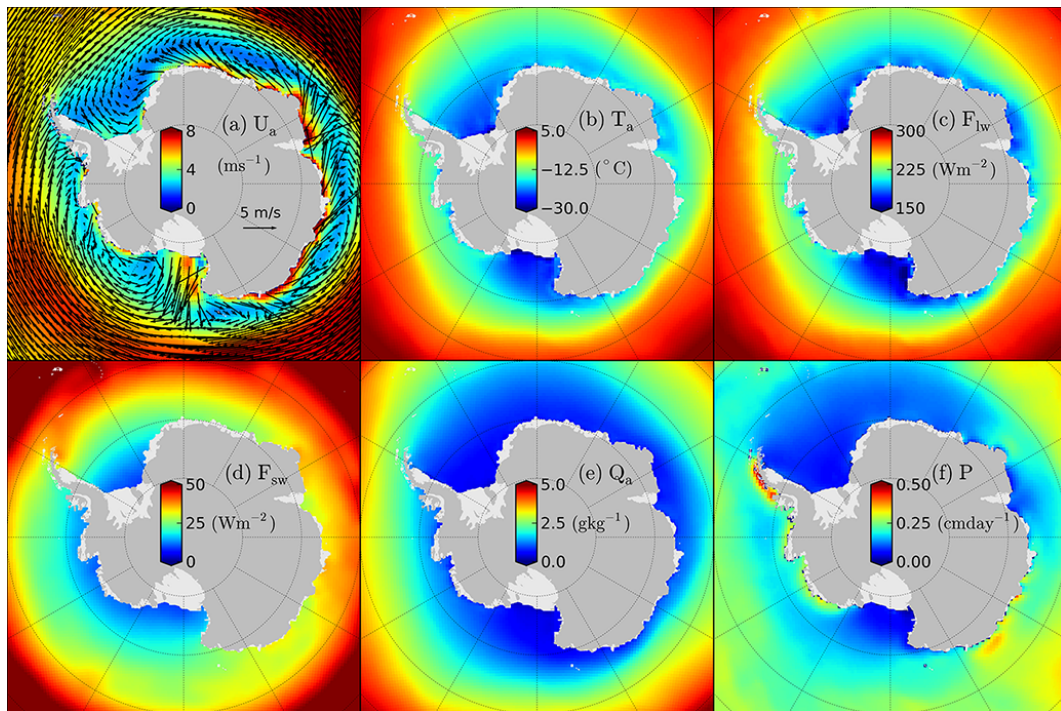 (a) Uₐ
8
4
0
(ms⁻¹)
5 m/s
(b) Tₐ
5.0
−12.5
−30.0
(°C)
(c) F_lw
300
225
150
(Wm⁻²)
(d) F_sw
50
25
0
(Wm⁻²)
(e) Qₐ
5.0
2.5
0.0
(gkg⁻¹)
(f) P
0.50
0.25
0.00
(cmday⁻¹)